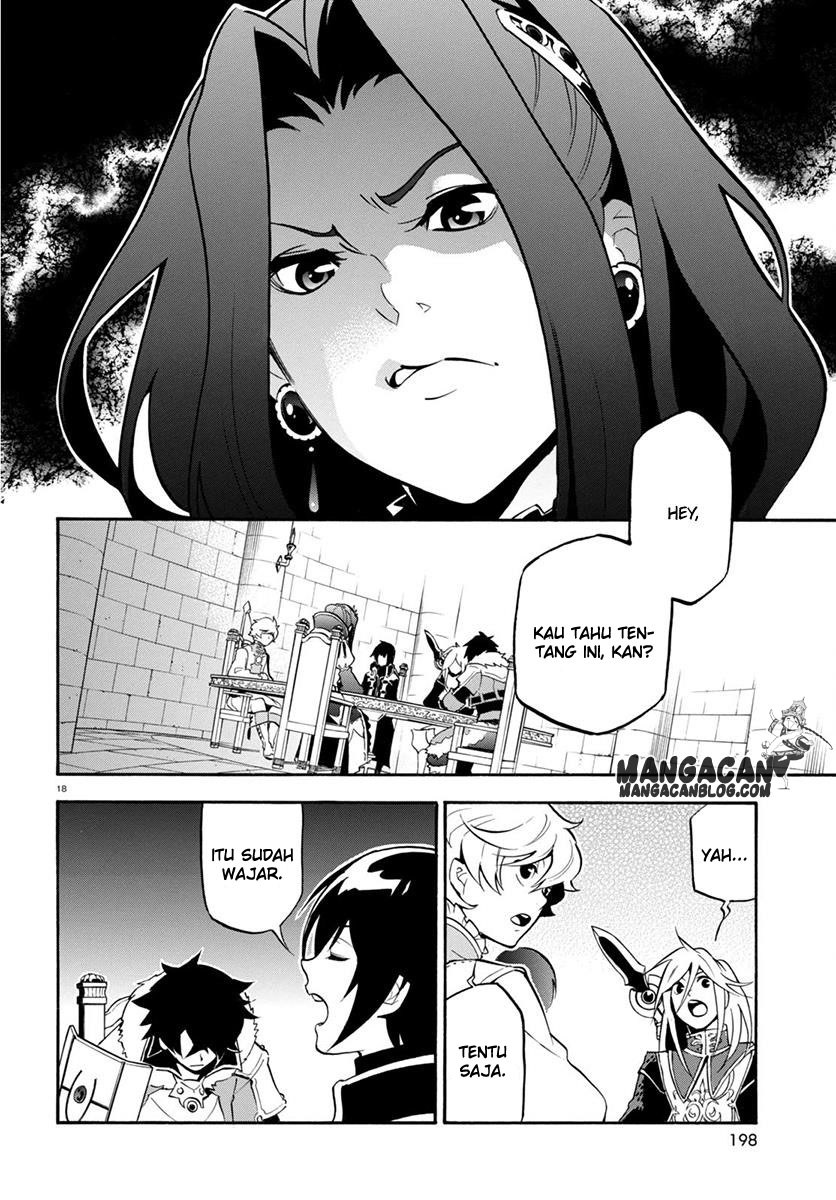 HEY,
KAU TAHU TEN-
TANG INI, KAN?
MANGACAN
MANGACANBLOG.COM
18
YAH...
TENTU
SAJA.
ITU SUDAH
WAJAR.
198